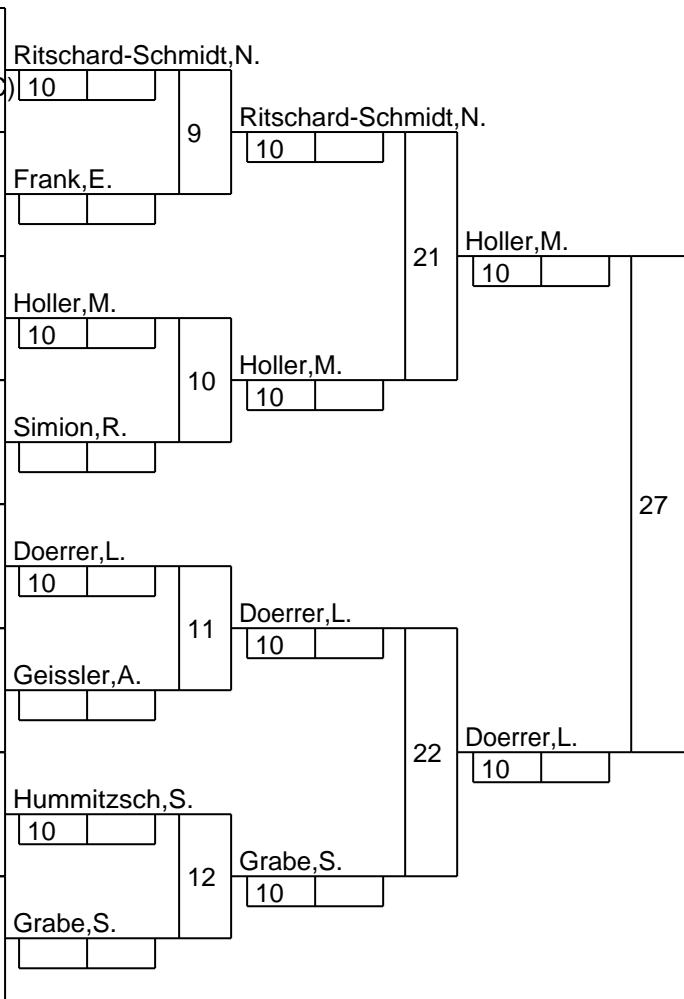 Ritschard-Schmidt,N.
) 10
9
Ritschard-Schmidt,N.
10
Frank,E.
21
Holler,M.
10
Holler,M.
10
10
Holler,M.
10
Simion,R.
27
Doerrer,L.
10
11
Doerrer,L.
10
Geissler,A.
22
Doerrer,L.
10
Hummitzsch,S.
10
12
Grabe,S.
10
Grabe,S.